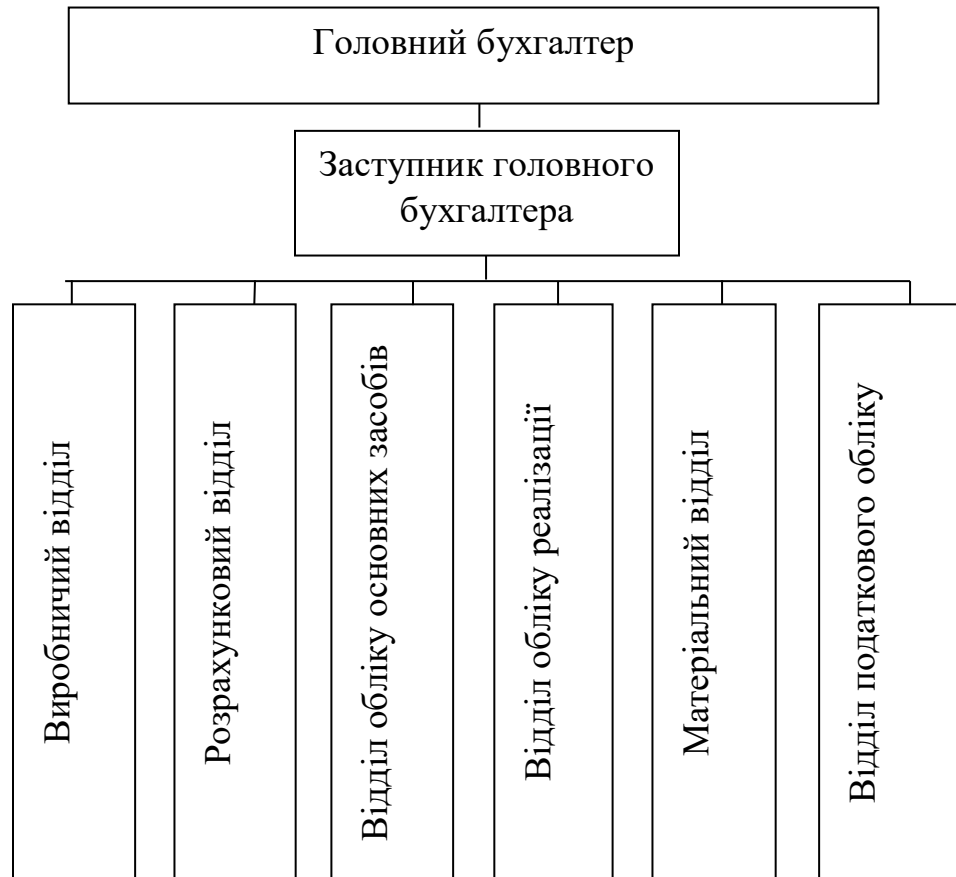 Головний бухгалтер
Заступник головного
бухгалтера
Виробничий відділ
Розрахунковий відділ
Відділ обліку основних засобів
Відділ обліку реалізації
Матеріальний відділ
Відділ податкового обліку